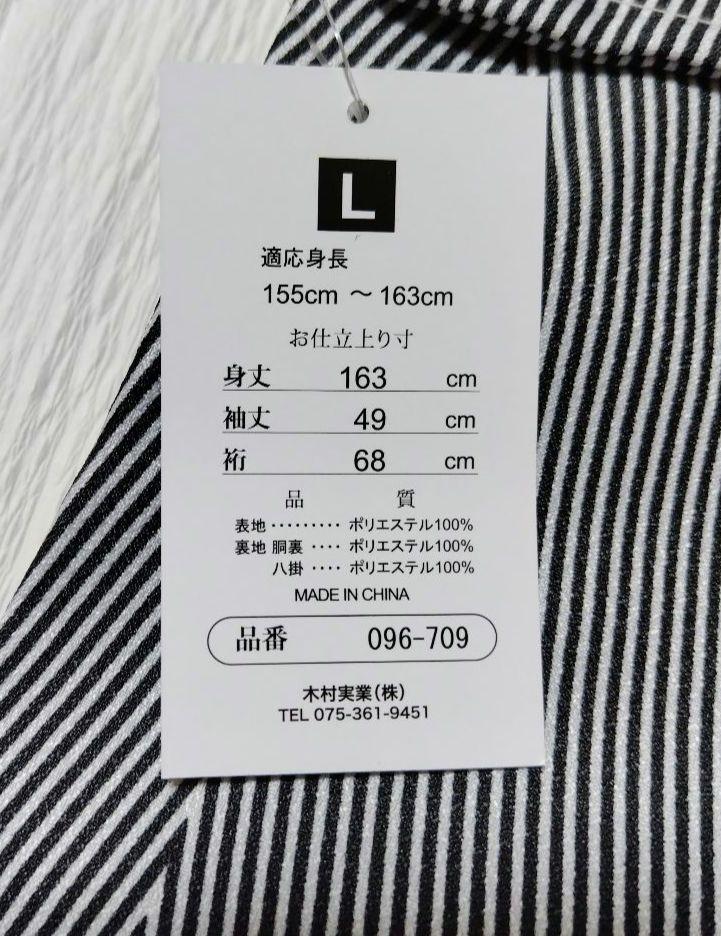 L
適応身長
155cm ～ 163cm
お仕立上り寸
身丈 163 cm
袖丈 49 cm
裄 68 cm
品 質
表地 ········· ポリエステル100%
裏地 胴裏 ···· ポリエステル100%
八掛 ···· ポリエステル100%
MADE IN CHINA
品番 096-709
木村実業(株)
TEL 075-361-9451